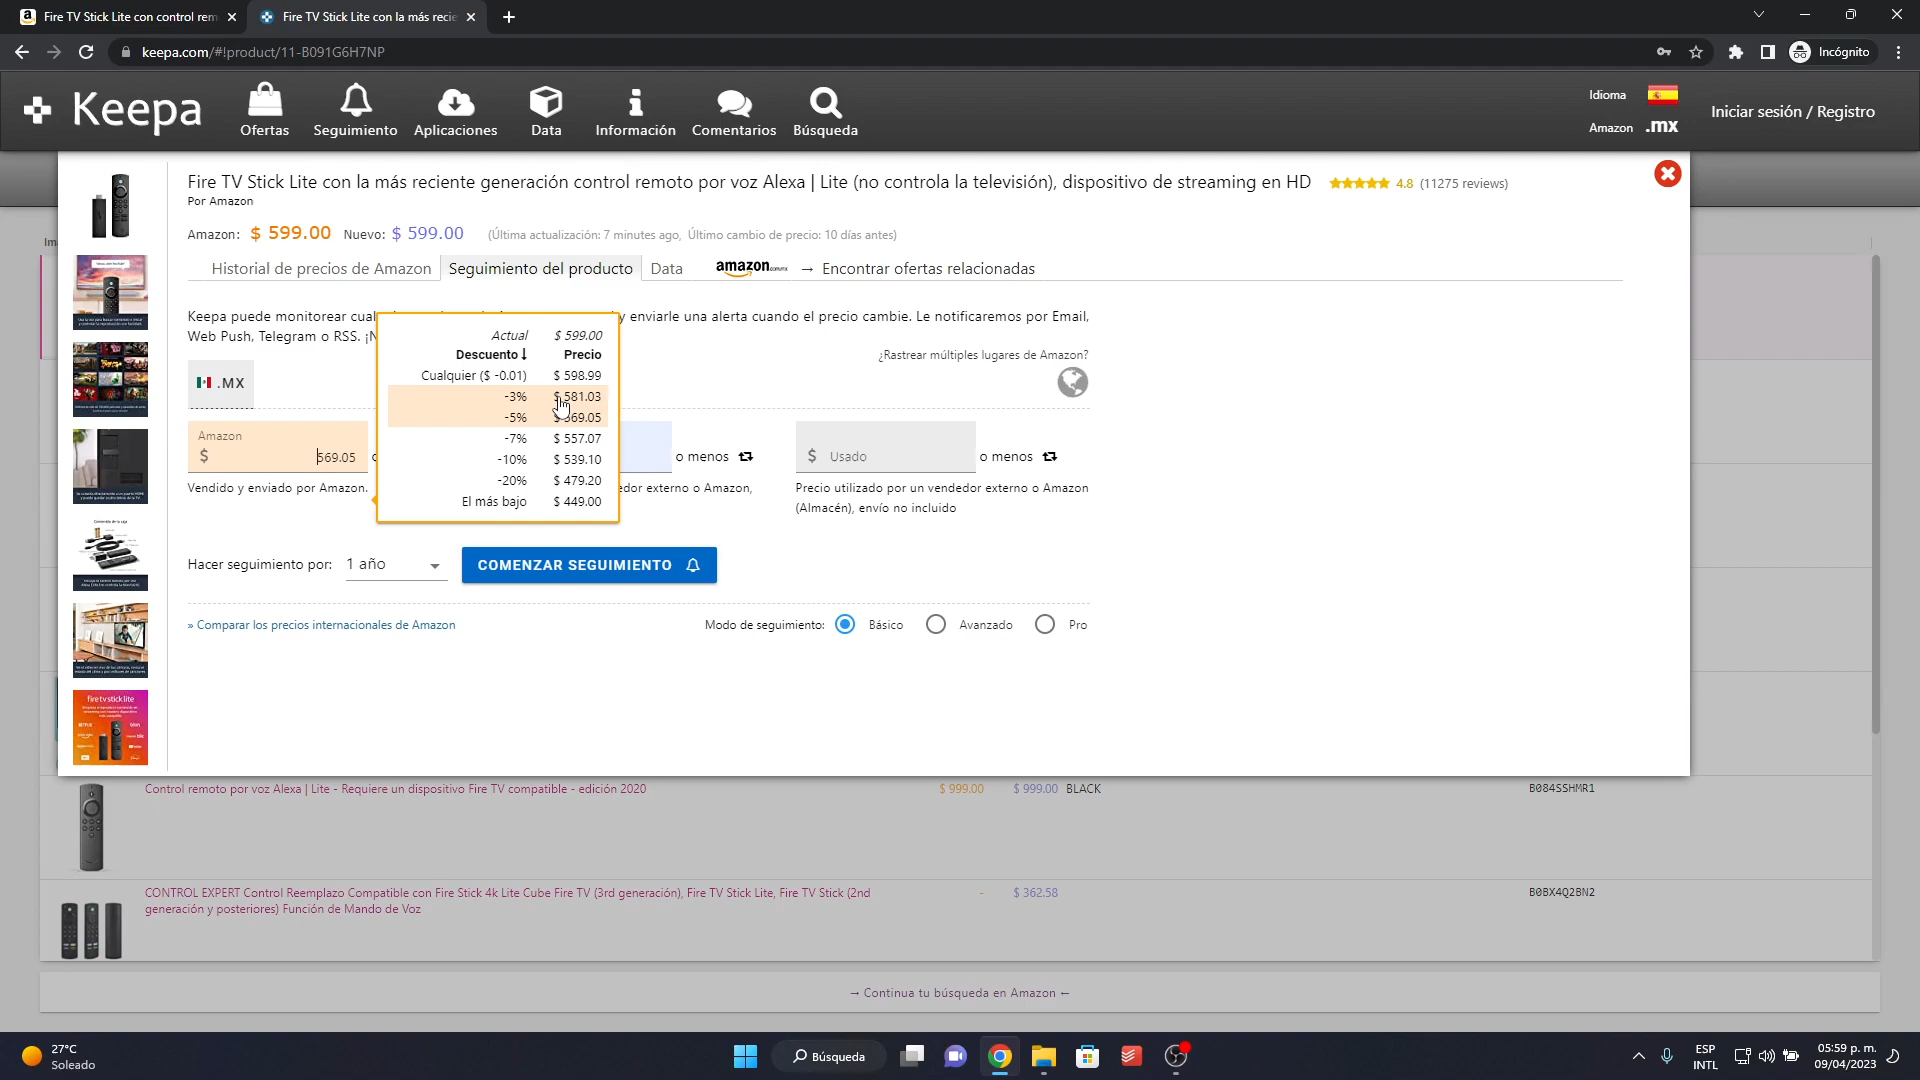 Fire TV Stick Lite con control rem
Fire TV Stick Lite con la más recie
keepa.com/#!product/11-B091G6H7NP
Incógnito
Keepa
Ofertas
Seguimiento
Aplicaciones
Data
Información
Comentarios
Búsqueda
Idioma
Amazon .mx
Iniciar sesión / Registro
Fire TV Stick Lite con la más reciente generación control remoto por voz Alexa | Lite (no controla la televisión), dispositivo de streaming en HD 4.8 (11275 reviews)
Por Amazon
Amazon: $ 599.00 Nuevo: $ 599.00 (Última actualización: 7 minutes ago, Último cambio de precio: 10 días antes)
Im
Historial de precios de Amazon Seguimiento del producto Data amazon.com.mx → Encontrar ofertas relacionadas
Keepa puede monitorear cual y enviarle una alerta cuando el precio cambie. Le notificaremos por Email,
Web Push, Telegram o RSS. ¡N
Actual $ 599.00
Descuento↓ Precio
Cualquier ($ -0.01) $ 598.99
-3% $ 581.03
-5% $ 569.05
-7% $ 557.07
-10% $ 539.10
-20% $ 479.20
El más bajo $ 449.00
¿Rastrear múltiples lugares de Amazon?
.MX
Amazon
$ 569.05
o menos
$ Usado
o menos
Vendido y enviado por Amazon.
dor externo o Amazon,
Precio utilizado por un vendedor externo o Amazon
(Almacén), envío no incluido
Hacer seguimiento por: 1 año COMENZAR SEGUIMIENTO
» Comparar los precios internacionales de Amazon
Modo de seguimiento: Básico Avanzado Pro
fire tv stick lite
Control remoto por voz Alexa | Lite - Requiere un dispositivo Fire TV compatible - edición 2020 $ 999.00 $ 999.00 BLACK B084SSHMR1
CONTROL EXPERT Control Reemplazo Compatible con Fire Stick 4k Lite Cube Fire TV (3rd generación), Fire TV Stick Lite, Fire TV Stick (2nd - $ 362.58 B0BX4Q2BN2
generación y posteriores) Función de Mando de Voz
→ Continua tu búsqueda en Amazon ←
27°C
Soleado
Búsqueda
ESP
INTL
05:59 p. m.
09/04/2023